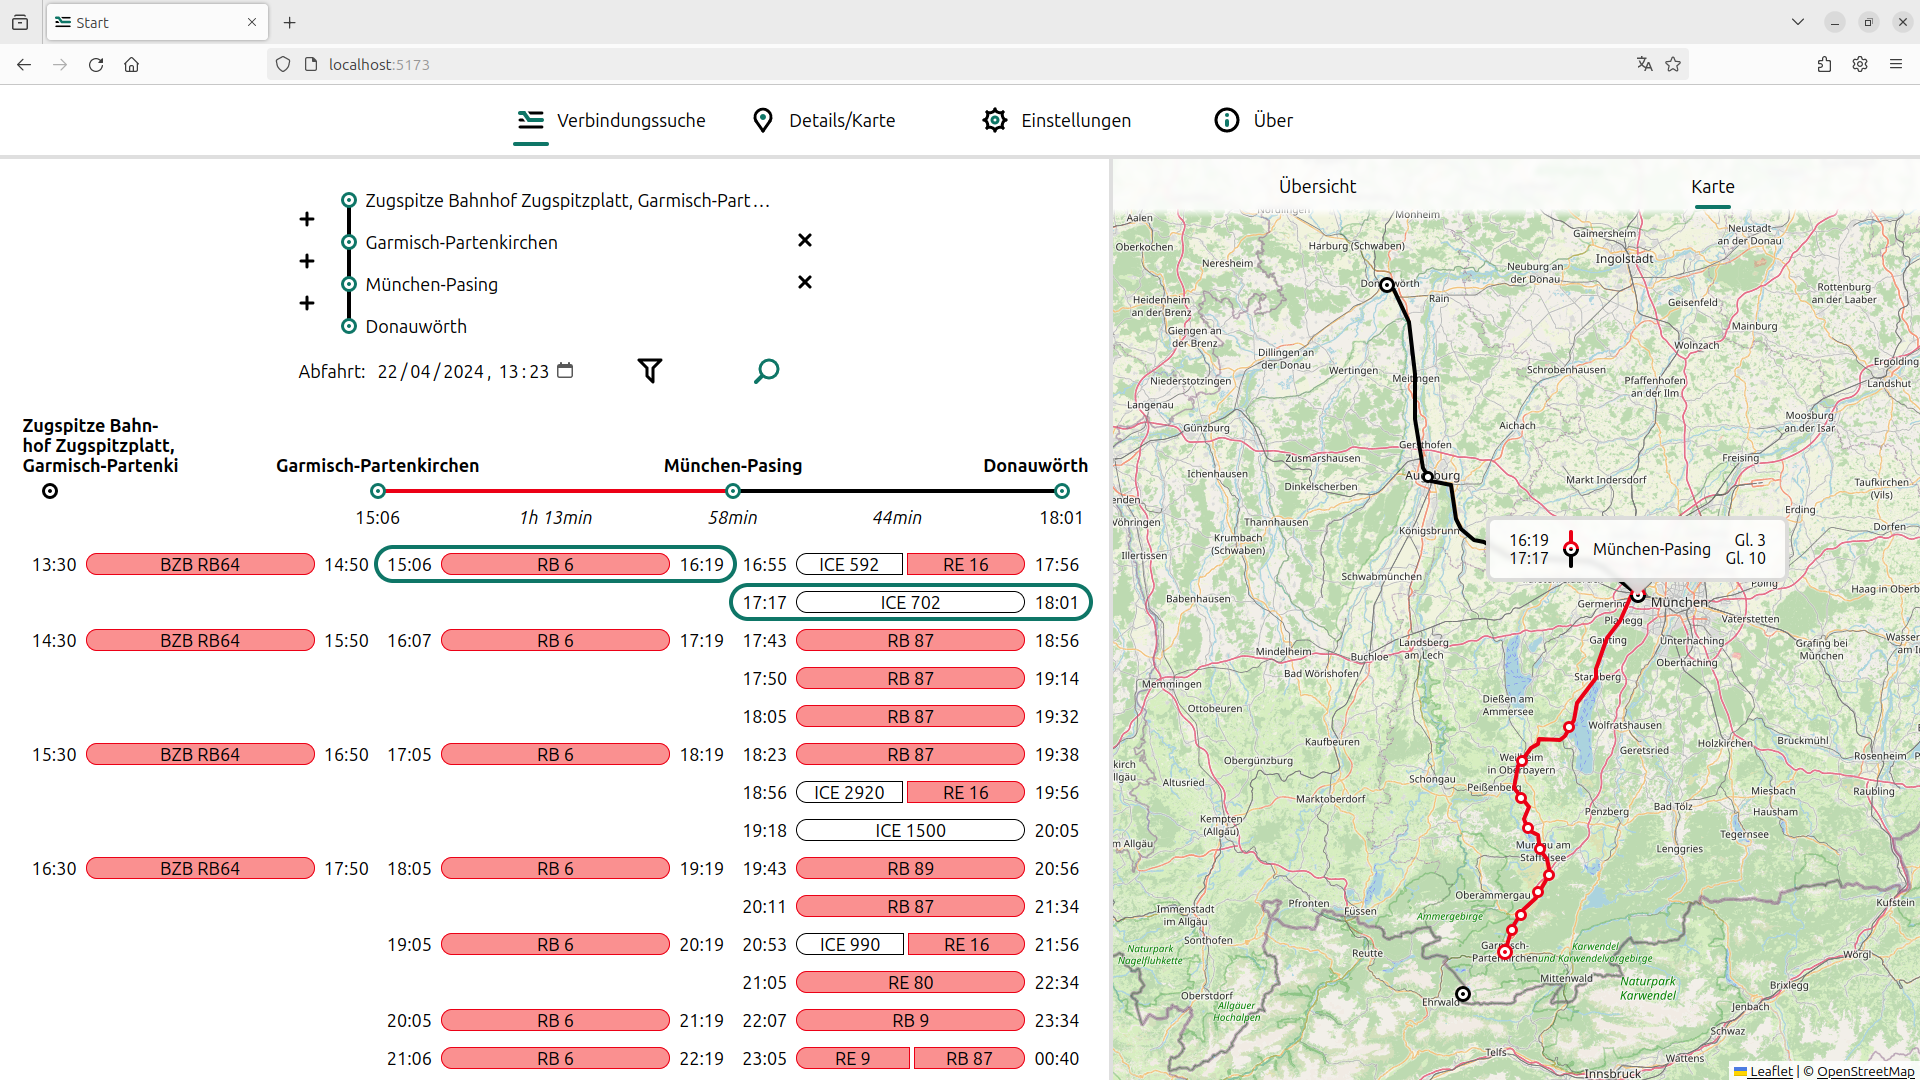 Start
localhost:5173
Verbindungssuche
Details/Karte
Einstellungen
Über
Zugspitze Bahnhof Zugspitzplatt, Garmisch-Part…
Garmisch-Partenkirchen
München-Pasing
Donauwörth
Abfahrt: 22/04/2024, 13:23
Zugspitze Bahn-
hof Zugspitzplatt,
Garmisch-Partenki
Garmisch-Partenkirchen
München-Pasing
Donauwörth
15:06 1h 13min 58min 44min 18:01
13:30 BZB RB64 14:50 15:06 RB 6 16:19 16:55 ICE 592 RE 16 17:56
17:17 ICE 702 18:01
14:30 BZB RB64 15:50 16:07 RB 6 17:19 17:43 RB 87 18:56
17:50 RB 87 19:14
18:05 RB 87 19:32
15:30 BZB RB64 16:50 17:05 RB 6 18:19 18:23 RB 87 19:38
18:56 ICE 2920 RE 16 19:56
19:18 ICE 1500 20:05
16:30 BZB RB64 17:50 18:05 RB 6 19:19 19:43 RB 89 20:56
20:11 RB 87 21:34
19:05 RB 6 20:19 20:53 ICE 990 RE 16 21:56
21:05 RE 80 22:34
20:05 RB 6 21:19 22:07 RB 9 23:34
21:06 RB 6 22:19 23:05 RE 9 RB 87 00:40
Übersicht
Karte
Aalen
Monheim
Gaimersheim
Neustadt
an der Donau
Oberkochen
Harburg (Schwaben)
Ingolstadt
Neresheim
Neuburg an
der Donau
Rottenburg
an der Laaber
Heidenheim
an der Brenz
Rain
Geisenfeld
Giengen an
der Brenz
Mainburg
Dillingen an
der Donau
Wertingen
Wolnzach
Ergolding
Niederstotzingen
Meitingen
Schrobenhausen
Pfaffenhofen
an der Ilm
Landshut
Langenau
Günzburg
Aichach
Moosburg
an der Isar
Gersthofen
Zusmarshausen
Freising
Ichenhausen
Dinkelscherben
Markt Indersdorf
Taufkirchen
(Vils)
Vöhringen
Thannhausen
Königsbrunn
Erding
Dorfen
Illertissen
Krumbach
(Schwaben)
16:19
17:17
München-Pasing
Gl. 3
Gl. 10
Schwabmünchen
Poing
Babenhausen
Germering
München
Haag in Oberb
Planegg
Vaterstetten
Landsberg
am Lech
Gauting
Unterhaching
Grafing bei
München
Mindelheim
Buchloe
Oberhaching
Bad Wörishofen
Starnberg
Memmingen
Dießen am
Ammersee
Ottobeuren
Wolfratshausen
Kaufbeuren
Geretsried
Holzkirchen
Bruckmühl
Obergünzburg
Weilheim
in Oberbayern
Rosenheim
Altusried
Schongau
Peißenberg
Miesbach
Raubling
Marktoberdorf
Penzberg
Bad Tölz
Hausham
Kempten
(Allgäu)
Tegernsee
Murnau am
Staffelsee
Lenggries
Oberammergau
Pfronten
Füssen
Kufstein
Immenstadt
im Allgäu
Ammergebirge
Sonthofen
Naturpark
Nagelfluhkette
Reutte
Garmisch-
Partenkirchen
Karwendel
und Karwendelvorgebirge
Wörgl
Mittenwald
Naturpark
Karwendel
Brixlegg
Oberstdorf
Ehrwald
Allgäuer
Hochalpen
Jenbach
Schwaz
Telfs
Wattens
Innsbruck
Leaflet | © OpenStreetMap